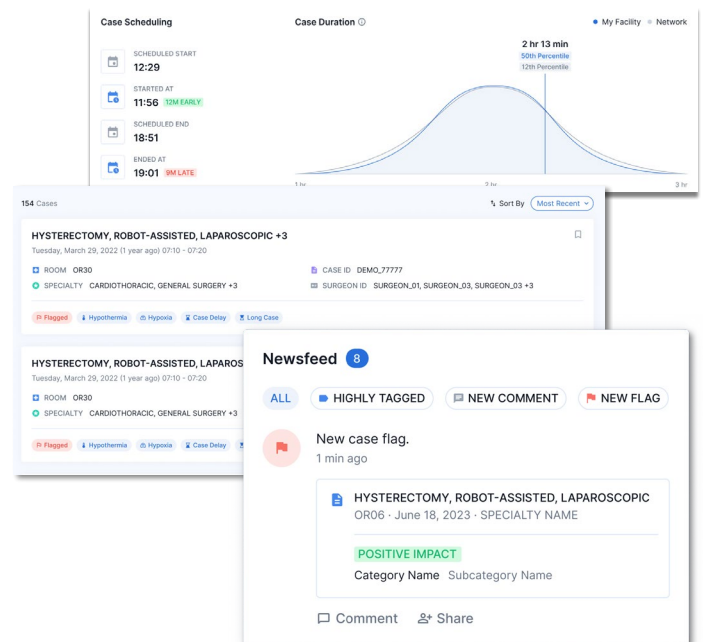 Case Scheduling
SCHEDULED START
12:29
STARTED AT
11:56 12M EARLY
SCHEDULED END
18:51
ENDED AT
19:01 9M LATE
Case Duration
My Facility Network
2 hr 13 min
50th Percentile
12th Percentile
1 hr 2 hr 3 hr
154 Cases
Sort By Most Recent
HYSTERECTOMY, ROBOT-ASSISTED, LAPAROSCOPIC +3
Tuesday, March 29, 2022 (1 year ago) 07:10 - 07:20
ROOM OR30
CASE ID DEMO_77777
SPECIALTY CARDIOTHORACIC, GENERAL SURGERY +3
SURGEON ID SURGEON_01, SURGEON_03, SURGEON_03 +3
Flagged Hypothermia Hypoxia Case Delay Long Case
HYSTERECTOMY, ROBOT-ASSISTED, LAPAROS
Tuesday, March 29, 2022 (1 year ago) 07:10 - 07:20
ROOM OR30
SPECIALTY CARDIOTHORACIC, GENERAL SURGERY +3
Flagged Hypothermia Hypoxia Case Delay
Newsfeed 8
ALL HIGHLY TAGGED NEW COMMENT NEW FLAG
New case flag.
1 min ago
HYSTERECTOMY, ROBOT-ASSISTED, LAPAROSCOPIC
OR06 · June 18, 2023 · SPECIALTY NAME
POSITIVE IMPACT
Category Name Subcategory Name
Comment Share